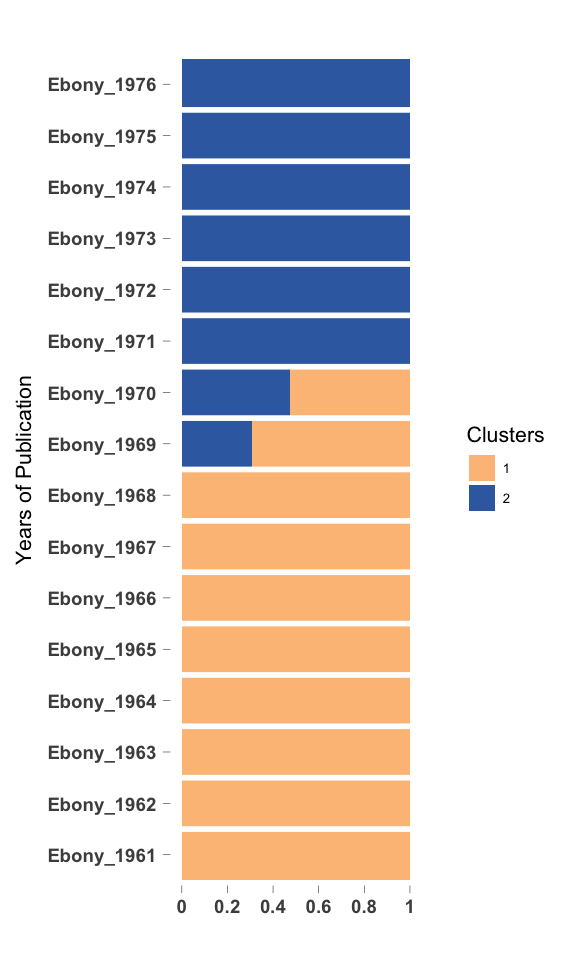 Ebony_1976
Ebony_1975
Ebony_1974
Ebony_1973
Ebony_1972
Ebony_1971
Ebony_1970
Ebony_1969
Ebony_1968
Ebony_1967
Ebony_1966
Ebony_1965
Ebony_1964
Ebony_1963
Ebony_1962
Ebony_1961
Years of Publication
0 0.2 0.4 0.6 0.8 1
Clusters
1
2